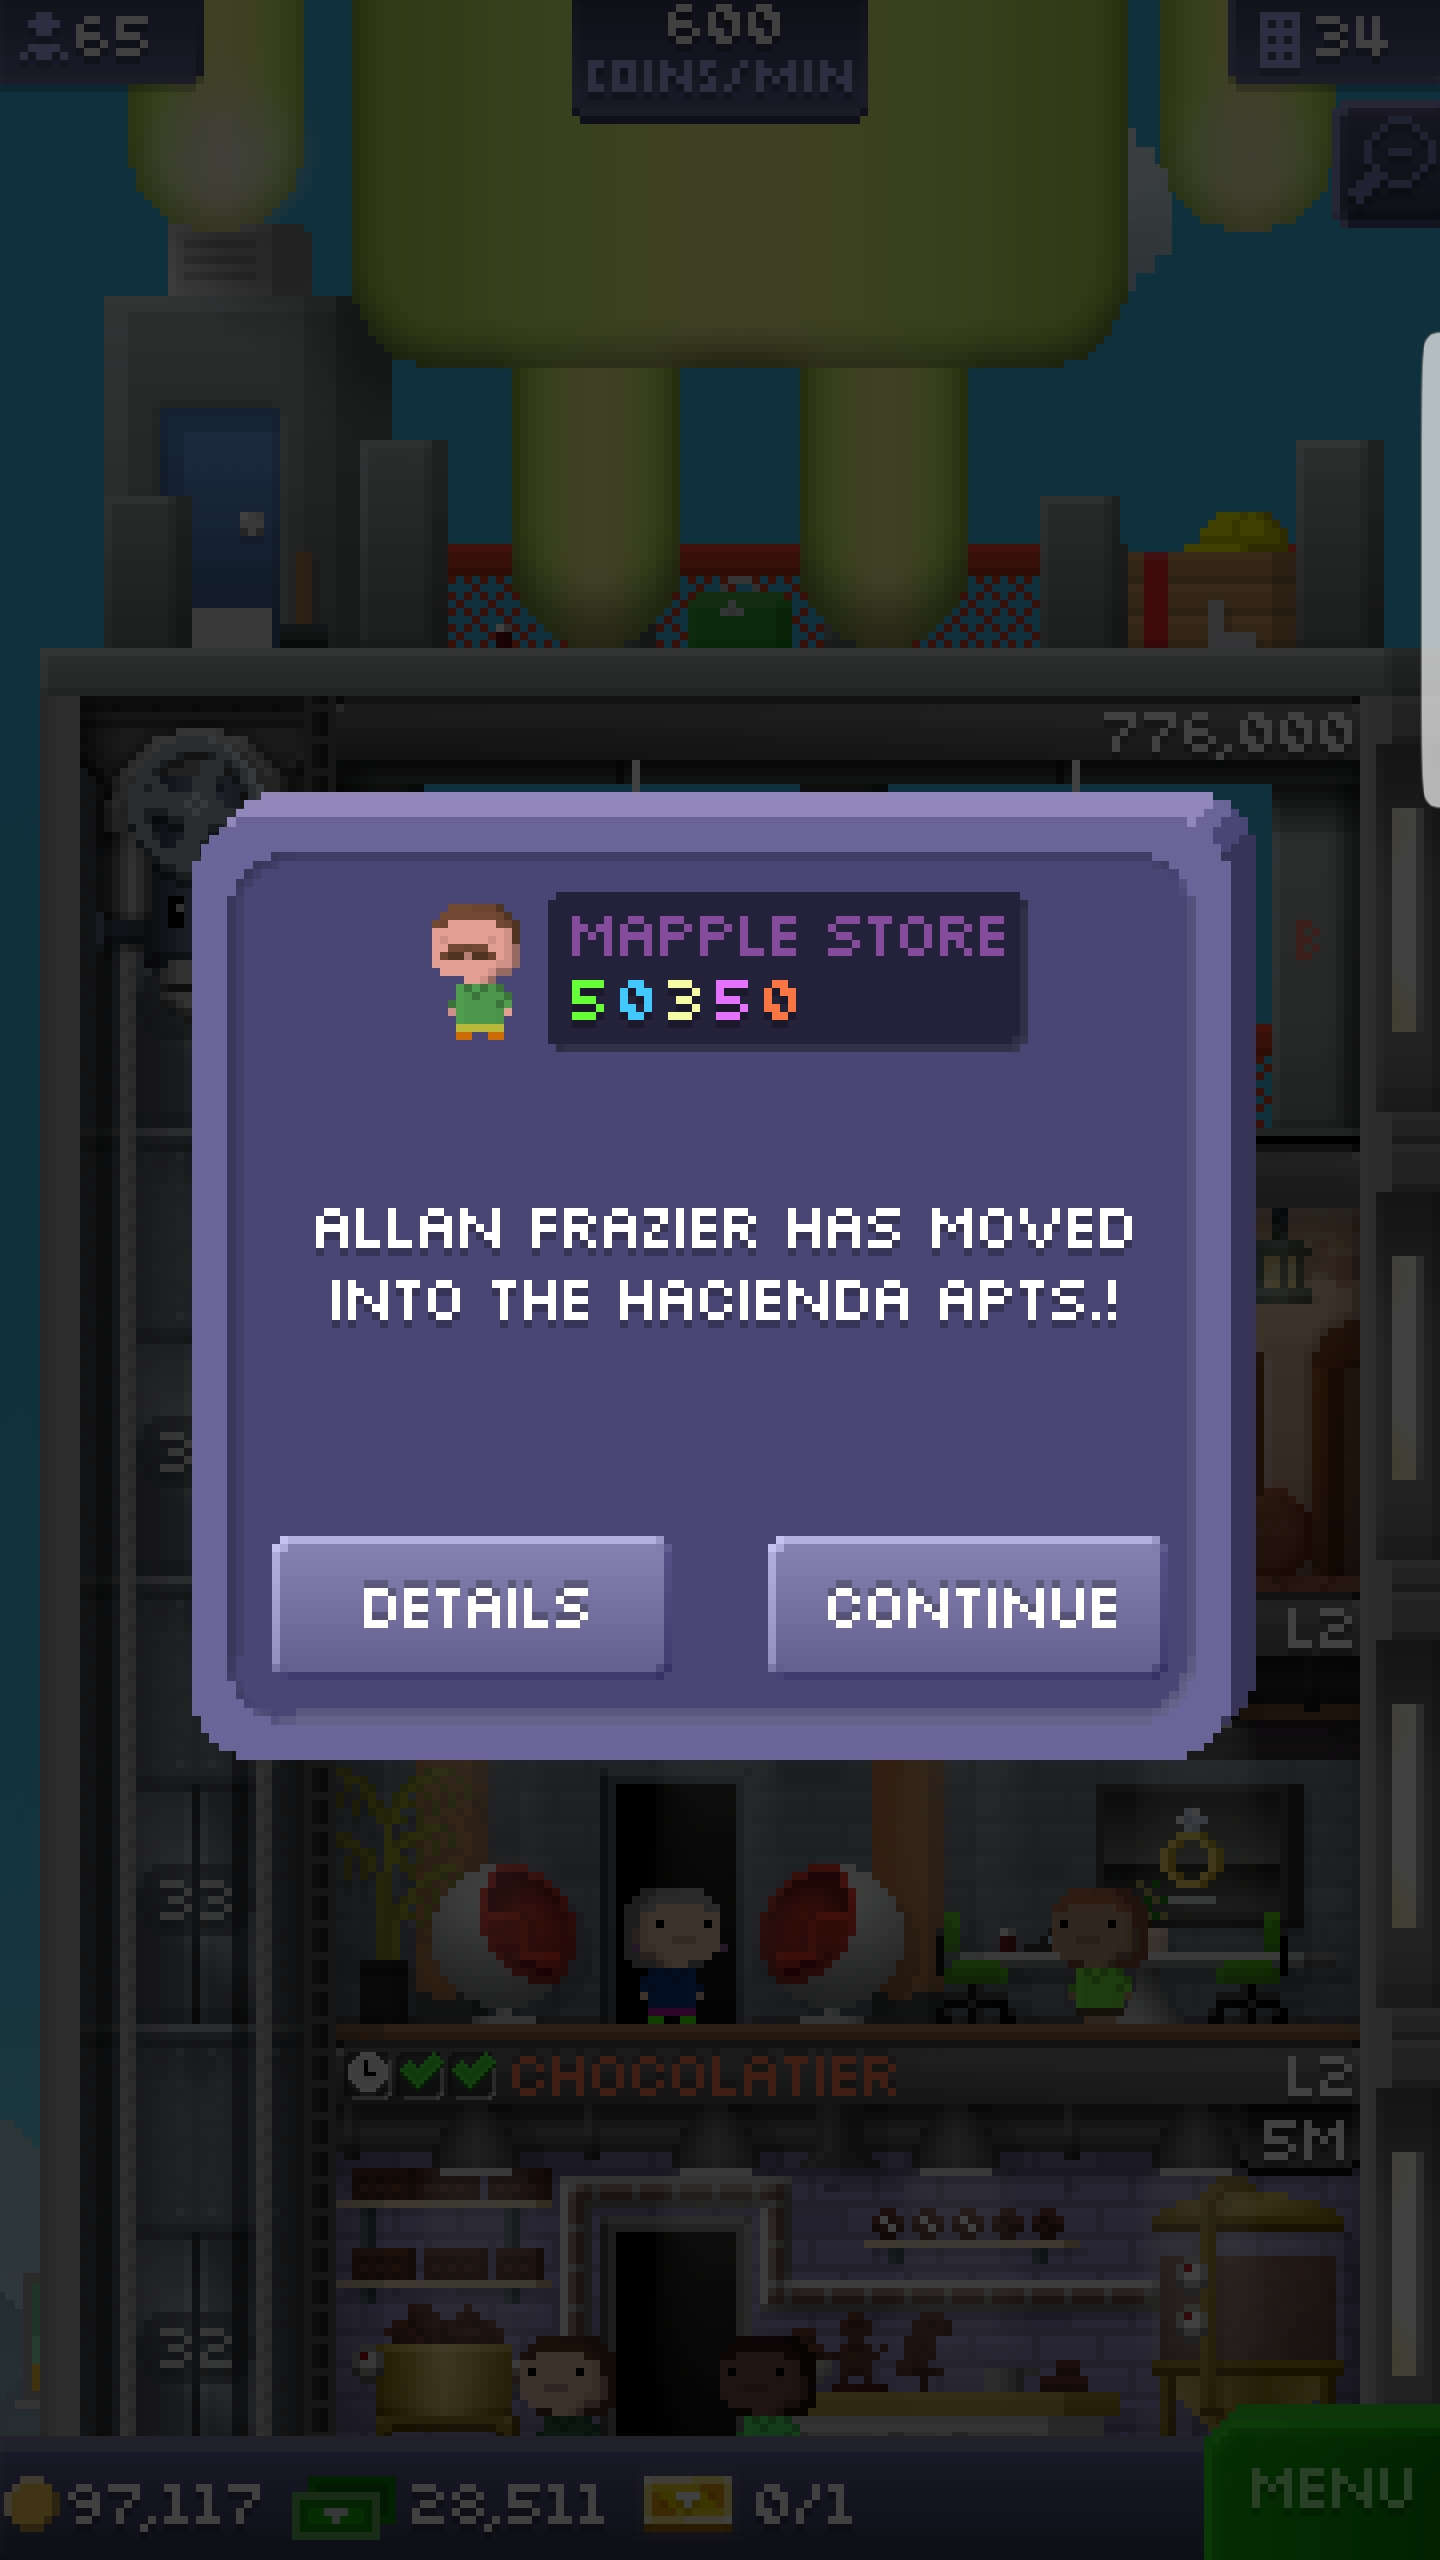 65
600
COINS/MIN
34
776,000
B
MAPPLE STORE
50350
ALLAN FRAZIER HAS MOVED
INTO THE HACIENDA APTS.!
DETAILS
CONTINUE
L2
33
CHOCOLATIER
L2
5M
32
97,117
28,511
0/1
MENU